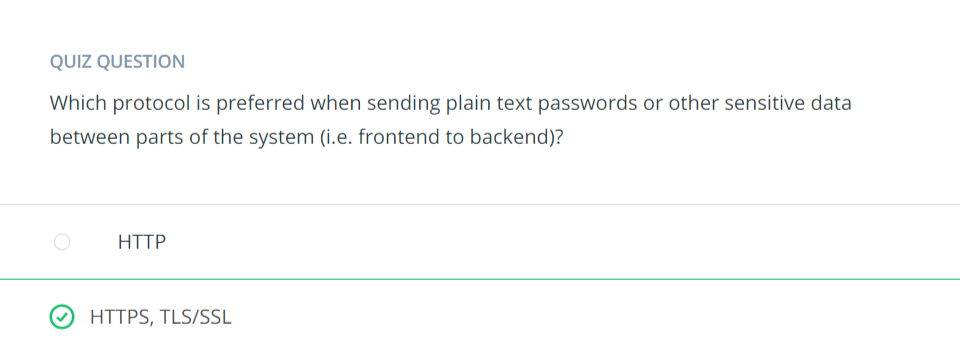 QUIZ QUESTION
Which protocol is preferred when sending plain text passwords or other sensitive data
between parts of the system (i.e. frontend to backend)?
HTTP
HTTPS, TLS/SSL